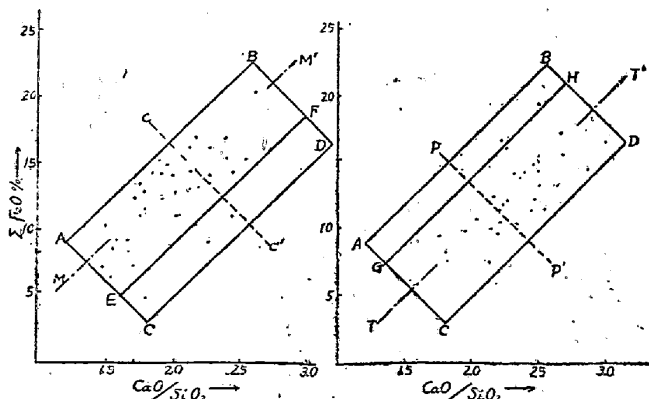 ΣFeO %→
25
20
15
10
5
B
M'
C
F
D
A
M
E
C
C'
1.5
2.0
2.5
3.0
CaO/SiO₂ →
25
20
15
10
5
B
H
T'
P
D
A
G
T
C
P'
1.5
2.0
2.5
3.0
CaO/SiO₂ →